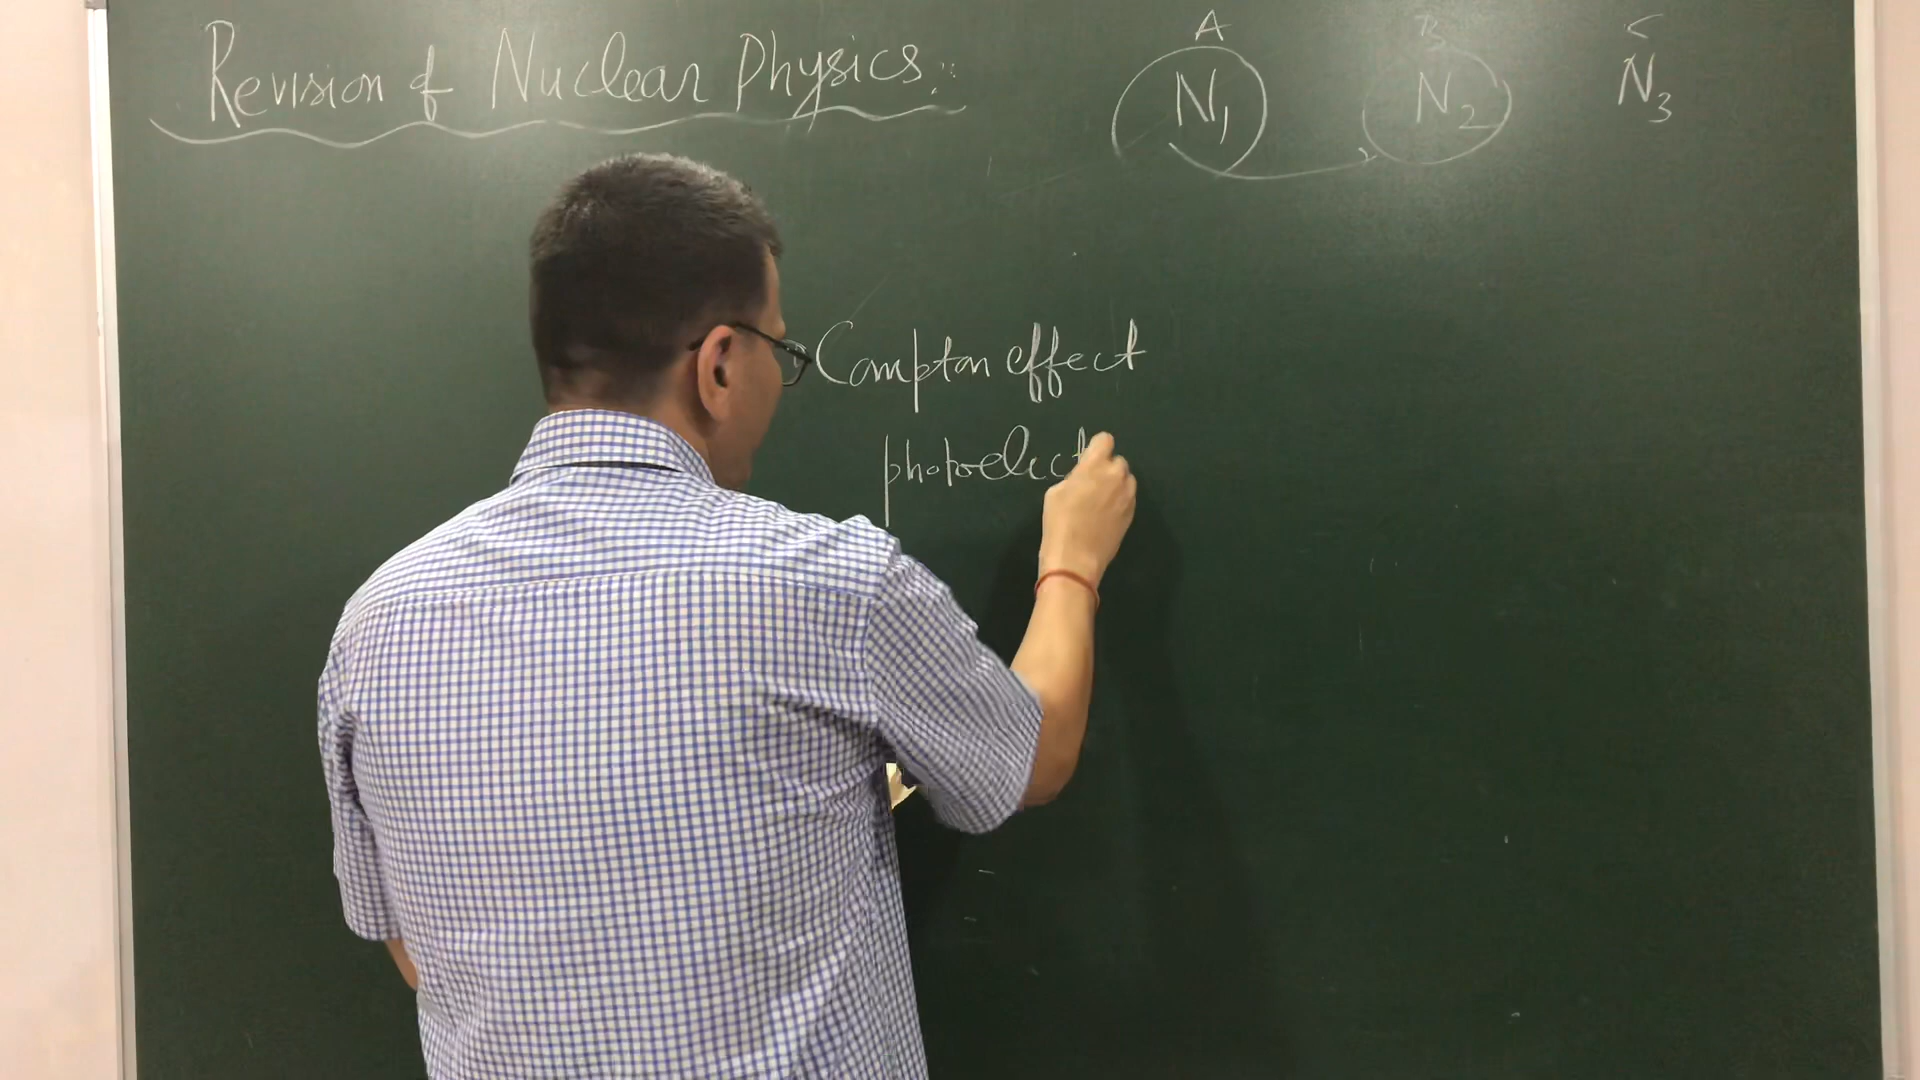 Revision of Nuclear Physics:
A B C
N₁ N₂ N₃
Compton effect
photoelect